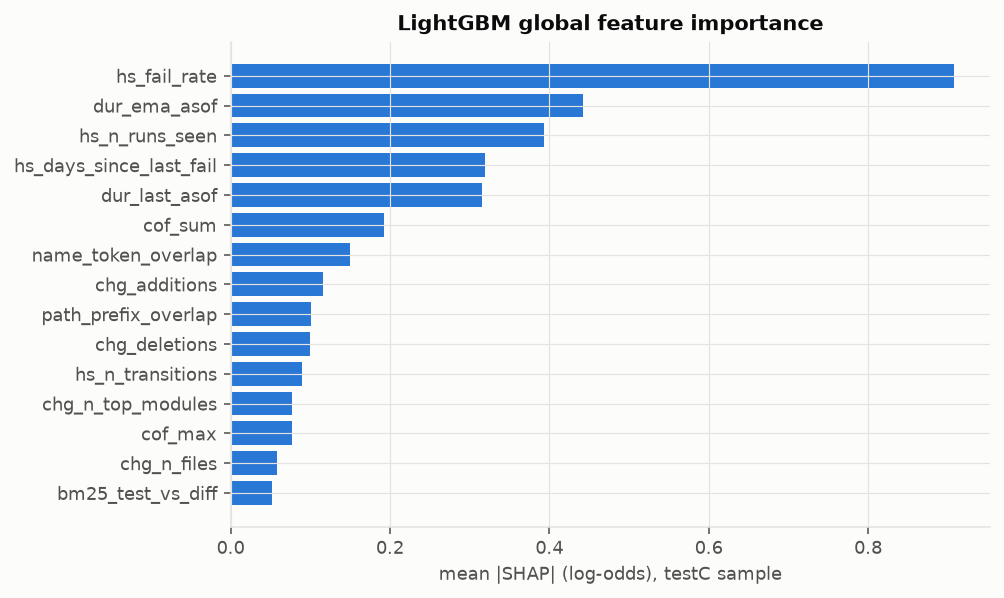 LightGBM global feature importance
hs_fail_rate
dur_ema_asof
hs_n_runs_seen
hs_days_since_last_fail
dur_last_asof
cof_sum
name_token_overlap
chg_additions
path_prefix_overlap
chg_deletions
hs_n_transitions
chg_n_top_modules
cof_max
chg_n_files
bm25_test_vs_diff
0.0 0.2 0.4 0.6 0.8
mean |SHAP| (log-odds), testC sample